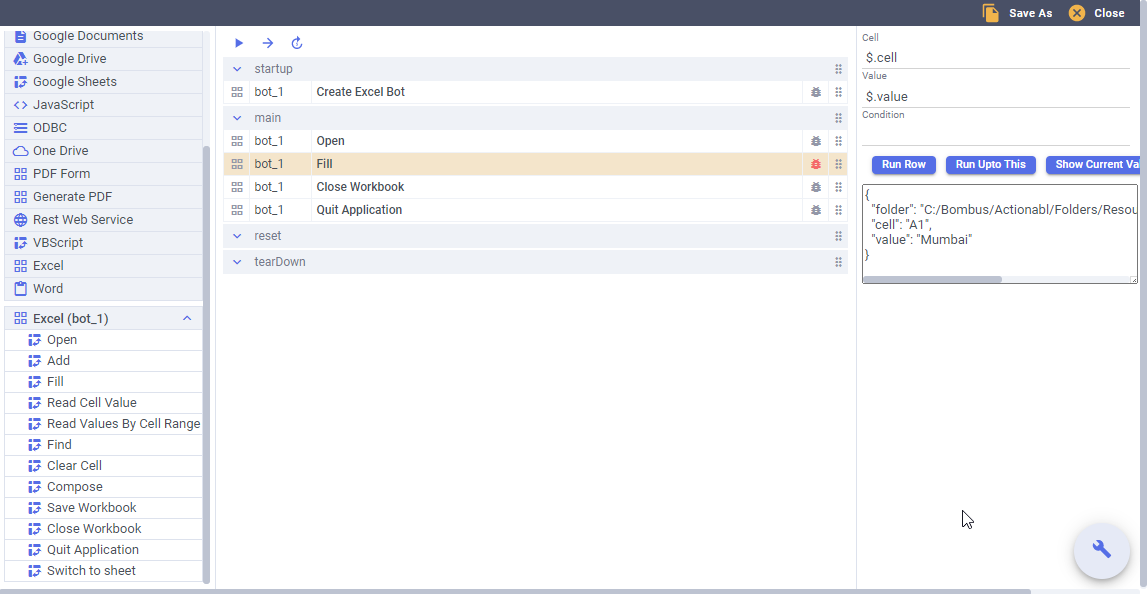 Save As
Close
Google Documents
Google Drive
Google Sheets
JavaScript
ODBC
One Drive
PDF Form
Generate PDF
Rest Web Service
VBScript
Excel
Word
Excel (bot_1)
Open
Add
Fill
Read Cell Value
Read Values By Cell Range
Find
Clear Cell
Compose
Save Workbook
Close Workbook
Quit Application
Switch to sheet
startup
bot_1 Create Excel Bot
main
bot_1 Open
bot_1 Fill
bot_1 Close Workbook
bot_1 Quit Application
reset
tearDown
Cell
$.cell
Value
$.value
Condition
Run Row
Run Upto This
Show Current Va
{
"folder": "C:/Bombus/Actionabl/Folders/Resou
"cell": "A1",
"value": "Mumbai"
}